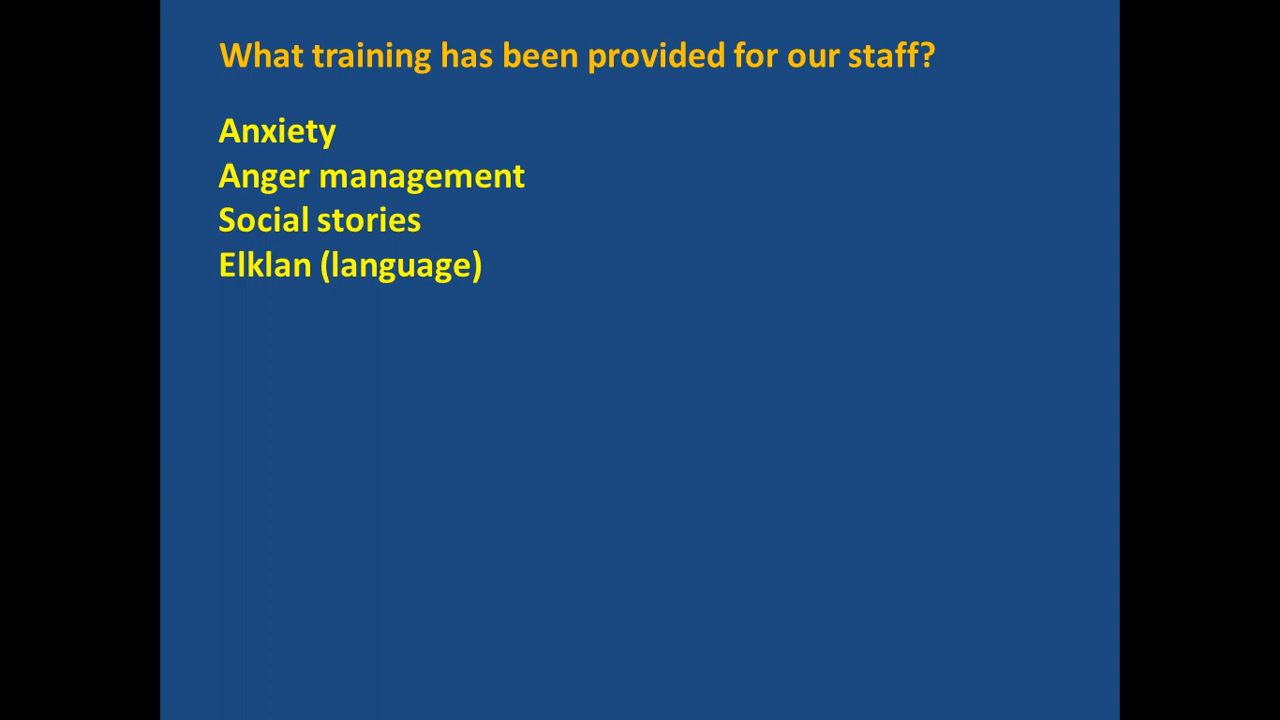 What training has been provided for our staff?
Anxiety
Anger management
Social stories
Elklan (language)